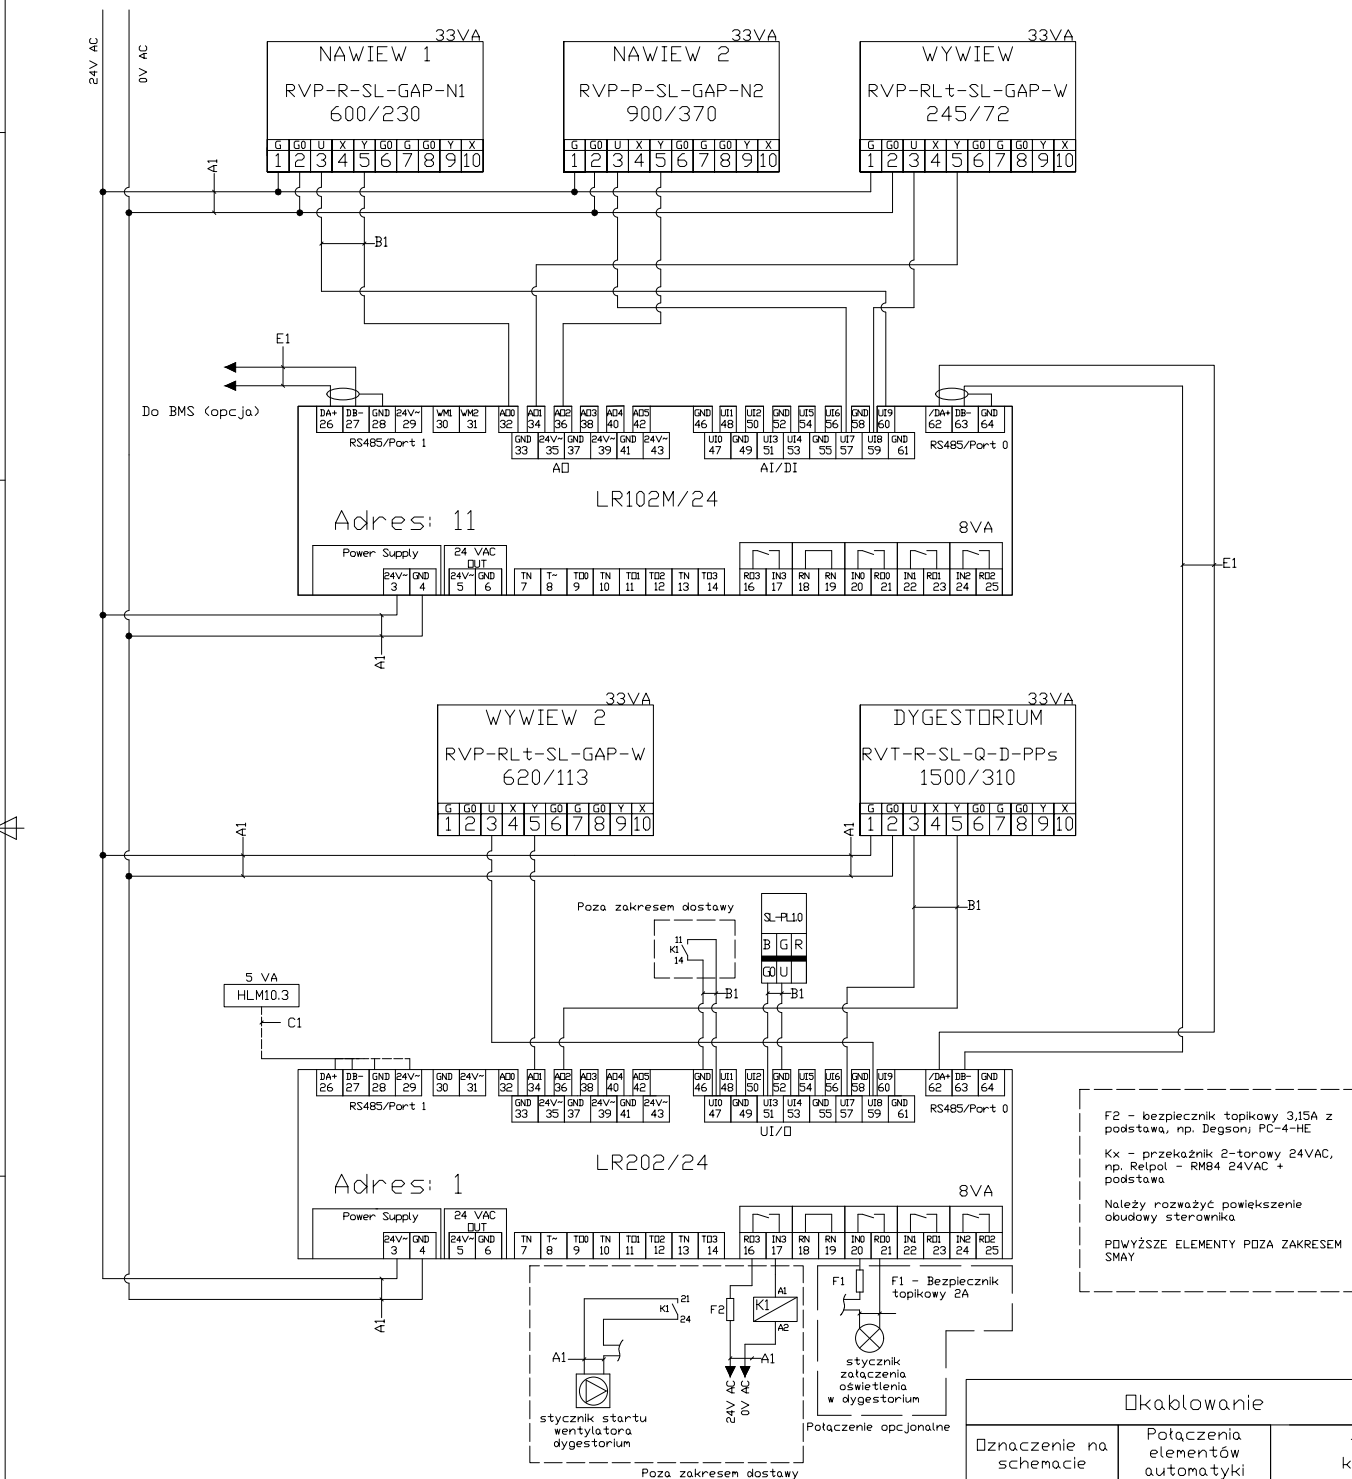 24V AC
0V AC
33VA
NAWIEW 1
RVP-R-SL-GAP-N1
600/230
G G0 U X Y G0 G G0 Y X
1 2 3 4 5 6 7 8 9 10
33VA
NAWIEW 2
RVP-P-SL-GAP-N2
900/370
G G0 U X Y G0 G G0 Y X
1 2 3 4 5 6 7 8 9 10
33VA
WYWIEW
RVP-RLt-SL-GAP-W
245/72
G G0 U X Y G0 G G0 Y X
1 2 3 4 5 6 7 8 9 10
A1
B1
E1
Do BMS (opcja)
DA+ DB- GND 24V~ WM1 WM2 AO0 AO1 AO2 AO3 AO4 AO5 GND UI1 UI2 GND UI5 UI6 GND UI9 /DA+ DB- GND
26 27 28 29 30 31 32 34 36 38 40 42 46 48 50 52 54 56 58 60 62 63 64
RS485/Port 1
GND 24V~ GND 24V~ GND 24V~ UI0 GND UI3 UI4 GND UI7 UI8 GND
33 35 37 39 41 43 47 49 51 53 55 57 59 61
RS485/Port 0
AO
AI/DI
LR102M/24
Adres: 11
8VA
Power Supply
24 VAC
OUT
24V~ GND 24V~ GND TN T~ TO0 TN TO1 TO2 TN TO3 RO3 IN3 RN RN IN0 RO0 IN1 RO1 IN2 RO2
3 4 5 6 7 8 9 10 11 12 13 14 16 17 18 19 20 21 22 23 24 25
E1
A1
33VA
WYWIEW 2
RVP-RLt-SL-GAP-W
620/113
G G0 U X Y G0 G G0 Y X
1 2 3 4 5 6 7 8 9 10
33VA
DYGESTORIUM
RVT-R-SL-Q-D-PPs
1500/310
G G0 U X Y G0 G G0 Y X
1 2 3 4 5 6 7 8 9 10
A1
A1
B1
Poza zakresem dostawy
11
K1
14
B1
SL-PL1.0
B G R
G0 U
B1
5 VA
HLM10.3
C1
DA+ DB- GND 24V~ GND 24V~ AO0 AO1 AO2 AO3 AO4 AO5 GND UI1 UI2 GND UI5 UI6 GND UI9 /DA+ DB- GND
26 27 28 29 30 31 32 34 36 38 40 42 46 48 50 52 54 56 58 60 62 63 64
RS485/Port 1
GND 24V~ GND 24V~ GND 24V~ UI0 GND UI3 UI4 GND UI7 UI8 GND
33 35 37 39 41 43 47 49 51 53 55 57 59 61
RS485/Port 0
UI/O
LR202/24
Adres: 1
8VA
Power Supply
24 VAC
OUT
24V~ GND 24V~ GND TN T~ TO0 TN TO1 TO2 TN TO3 RO3 IN3 RN RN IN0 RO0 IN1 RO1 IN2 RO2
3 4 5 6 7 8 9 10 11 12 13 14 16 17 18 19 20 21 22 23 24 25
A1
F2 - bezpiecznik topikowy 3,15A z
podstawą, np. Degson; PC-4-HE
Kx - przekaźnik 2-torowy 24VAC,
np. Relpol - RM84 24VAC +
podstawa
Należy rozważyć powiększenie
obudowy sterownika
POWYŻSZE ELEMENTY POZA ZAKRESEM
SMAY
21
K1
24
A1
stycznik startu
wentylatora
dygestorium
F2
A1
K1
A2
A1
24V AC
0V AC
Poza zakresem dostawy
F1
F1 - Bezpiecznik
topikowy 2A
stycznik
załączenia
oświetlenia
w dygestorium
Połączenie opcjonalne
Okablowanie
Oznaczenie na
schemacie
Połączenia
elementów
automatyki
k